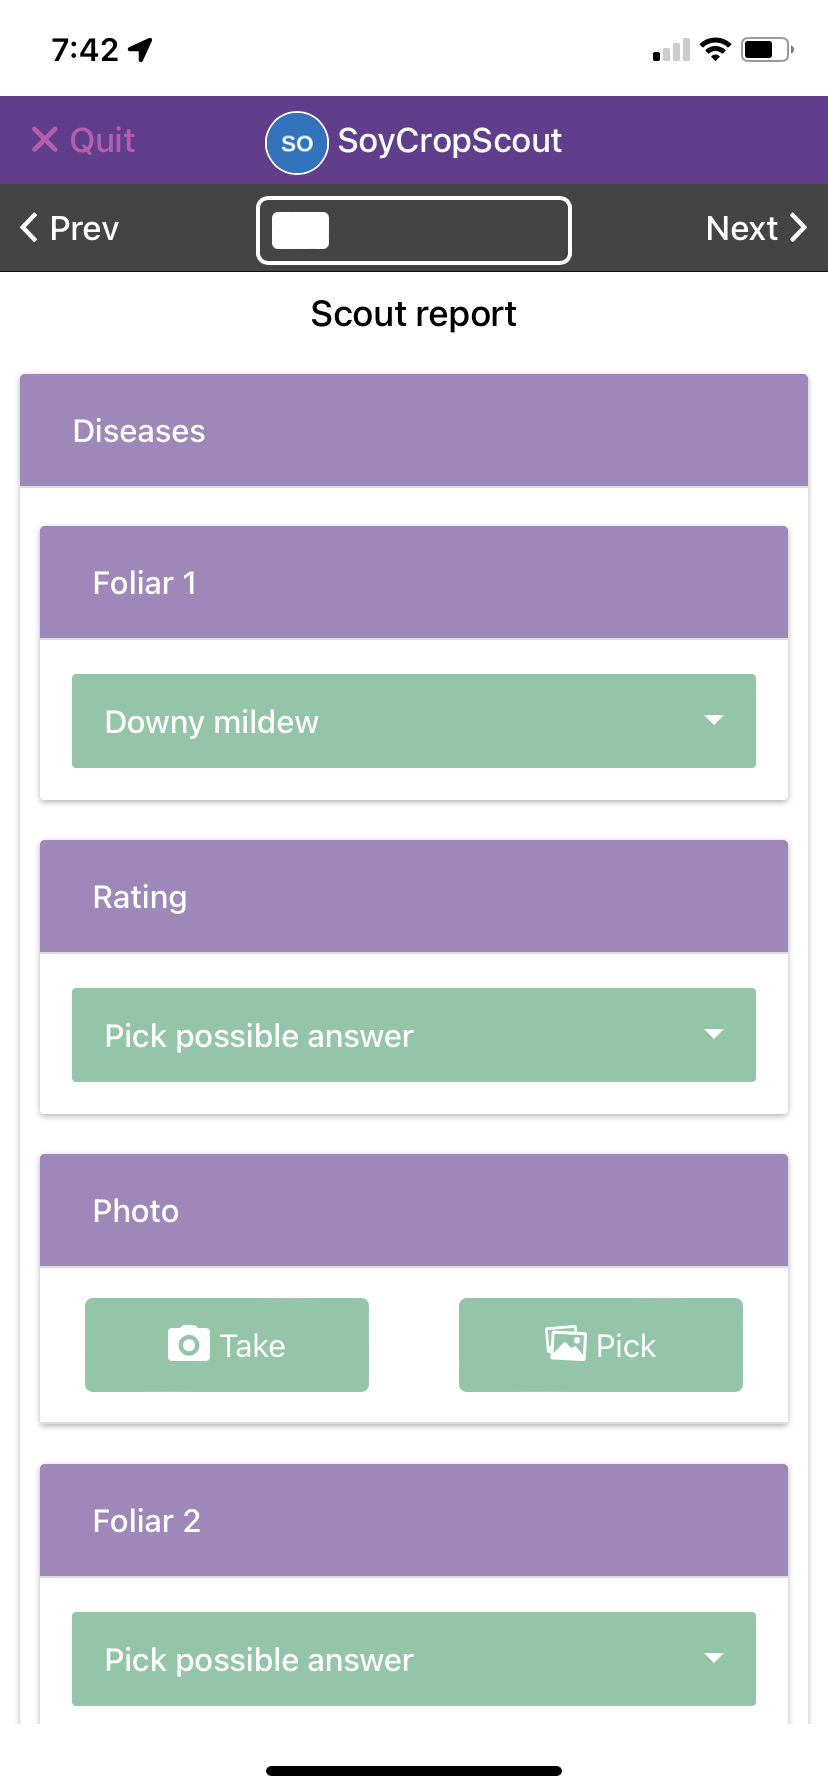 7:42
Quit
SO SoyCropScout
Prev
Next
Scout report
Diseases
Foliar 1
Downy mildew
Rating
Pick possible answer
Photo
Take
Pick
Foliar 2
Pick possible answer